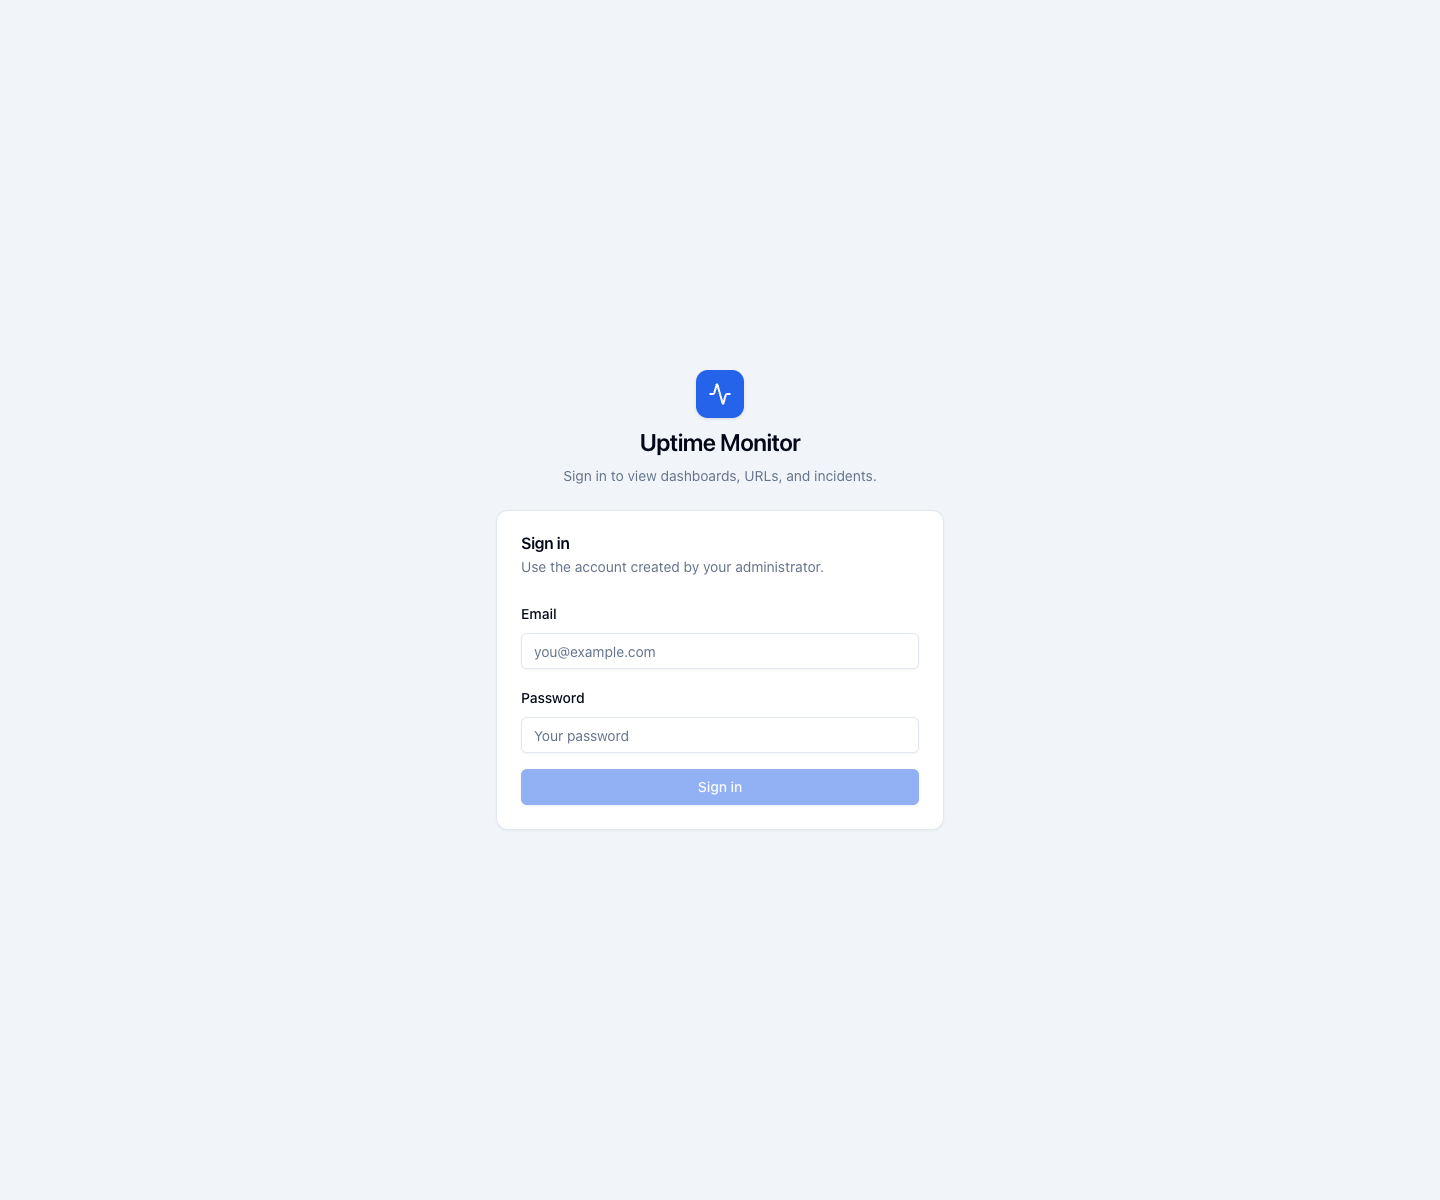 Uptime Monitor
Sign in to view dashboards, URLs, and incidents.
Sign in
Use the account created by your administrator.
Email
you@example.com
Password
Your password
Sign in